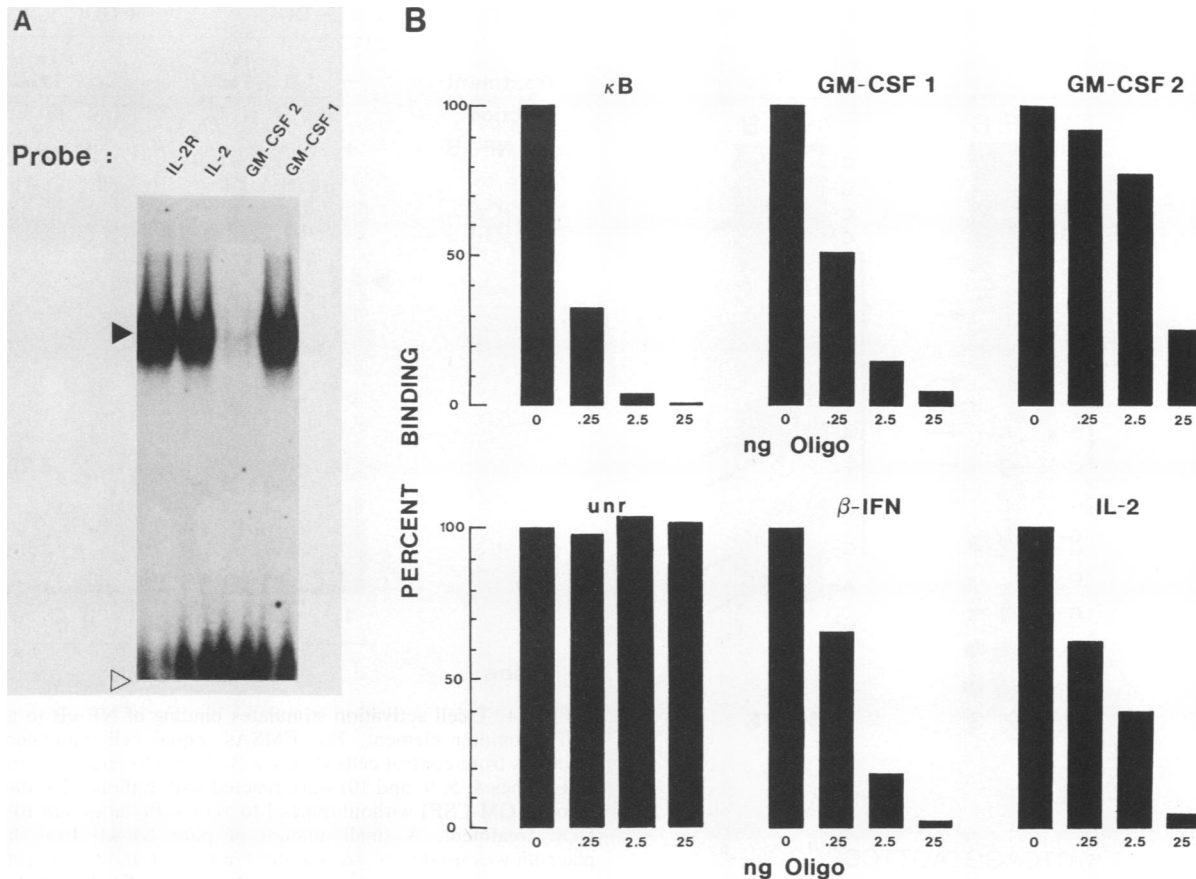 A
Probe :
IL-2R
IL-2
GM-CSF 2
GM-CSF 1
B
PERCENT BINDING
κB
100
50
0
0 .25 2.5 25
GM-CSF 1
0 .25 2.5 25
GM-CSF 2
0 .25 2.5 25
ng Oligo
unr
100
50
0
0 .25 2.5 25
β-IFN
0 .25 2.5 25
IL-2
0 .25 2.5 25
ng Oligo